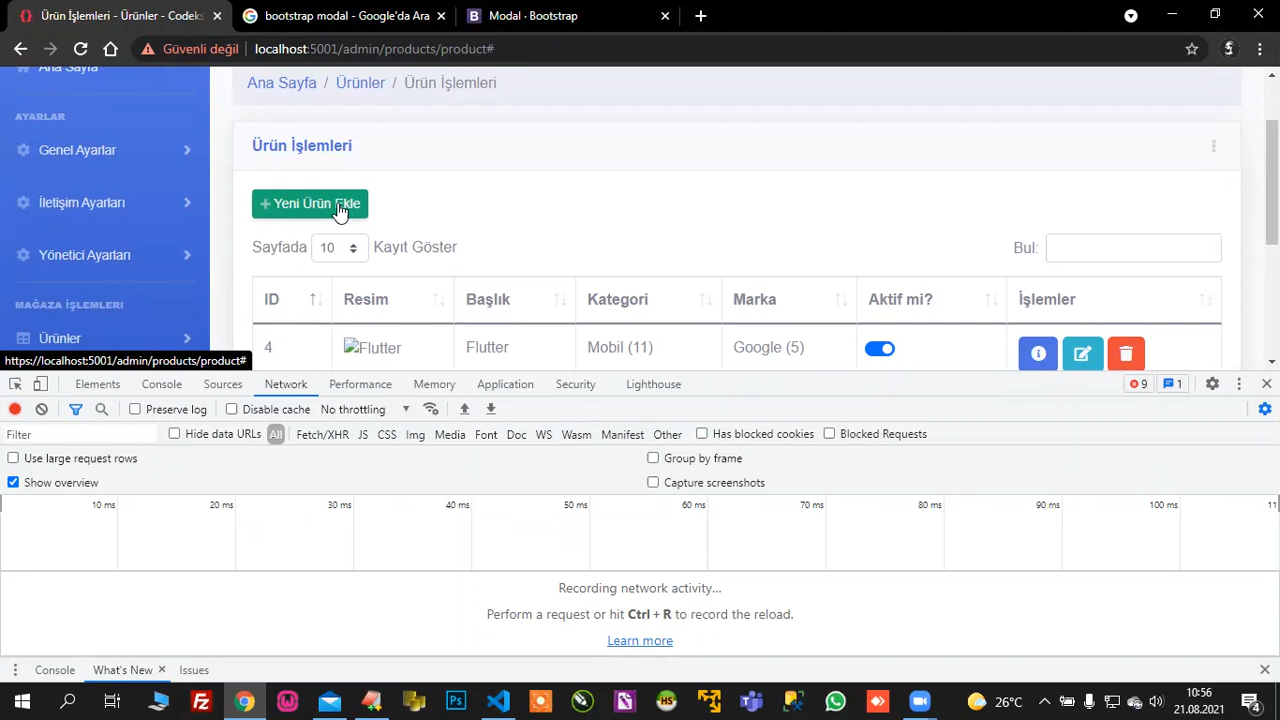 Ürün İşlemleri - Ürünler - Codeks
bootstrap modal - Google'da Ara
Modal · Bootstrap
Güvenli değil
localhost:5001/admin/products/product#
Ana Sayfa
AYARLAR
Genel Ayarlar
İletişim Ayarları
Yönetici Ayarları
MAĞAZA İŞLEMLERİ
Ürünler
Ana Sayfa / Ürünler / Ürün İşlemleri
Ürün İşlemleri
+ Yeni Ürün Ekle
Sayfada 10 Kayıt Göster
Bul:
ID Resim Başlık Kategori Marka Aktif mi? İşlemler
4 Flutter Flutter Mobil (11) Google (5)
https://localhost:5001/admin/products/product#
Elements Console Sources Network Performance Memory Application Security Lighthouse 9 1
Preserve log Disable cache No throttling
Filter Hide data URLs All Fetch/XHR JS CSS Img Media Font Doc WS Wasm Manifest Other Has blocked cookies Blocked Requests
Use large request rows Group by frame
Show overview Capture screenshots
10 ms 20 ms 30 ms 40 ms 50 ms 60 ms 70 ms 80 ms 90 ms 100 ms 11
Recording network activity...
Perform a request or hit Ctrl + R to record the reload.
Learn more
Console What's New Issues
26°C
10:56
21.08.2021
4